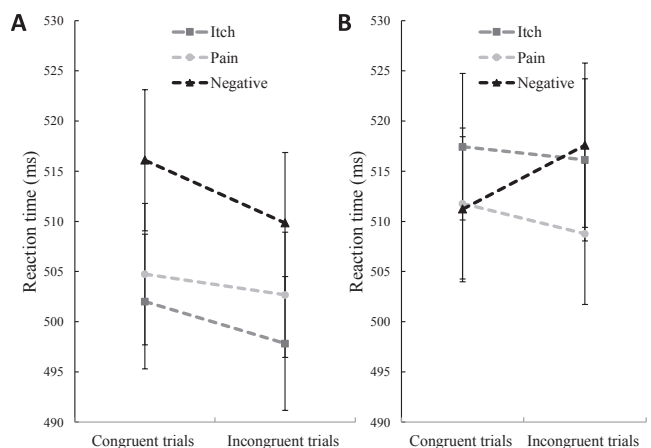 A
Itch
Pain
Negative
Reaction time (ms)
530
525
520
515
510
505
500
495
490
Congruent trials
Incongruent trials
B
Itch
Pain
Negative
Reaction time (ms)
530
525
520
515
510
505
500
495
490
Congruent trials
Incongruent trials